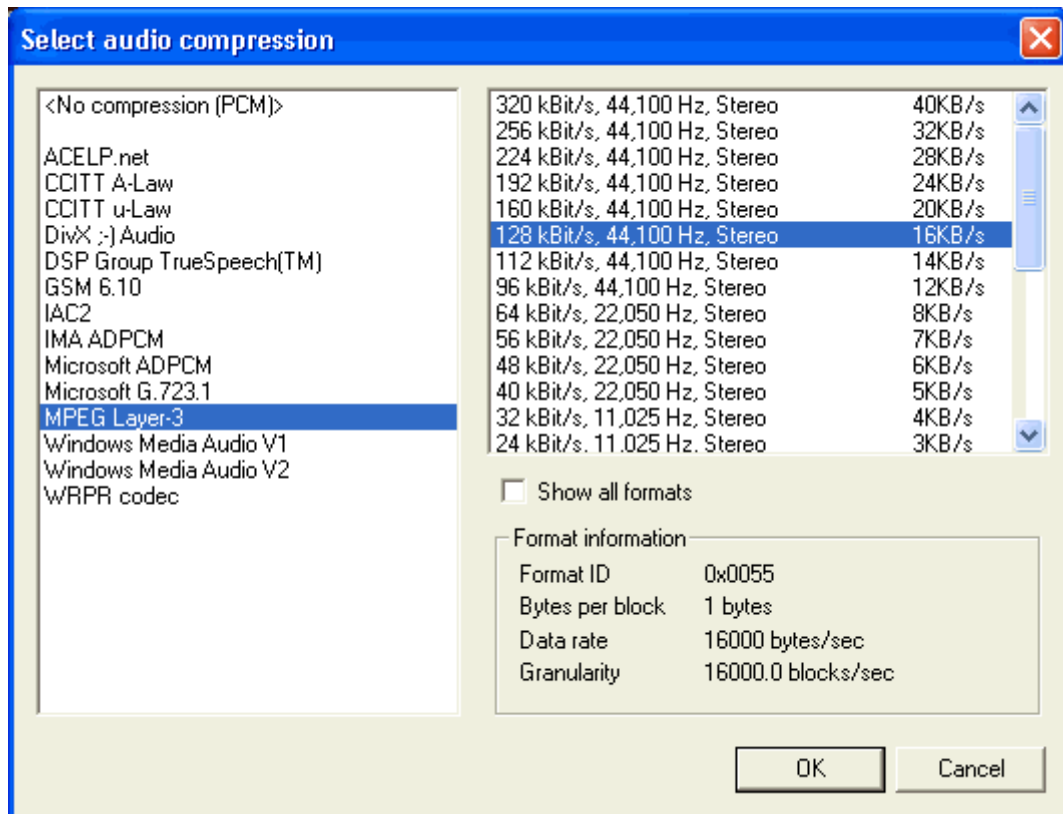 Select audio compression
<No compression (PCM)>
ACELP.net
CCITT A-Law
CCITT u-Law
DivX ;-) Audio
DSP Group TrueSpeech(TM)
GSM 6.10
IAC2
IMA ADPCM
Microsoft ADPCM
Microsoft G.723.1
MPEG Layer-3
Windows Media Audio V1
Windows Media Audio V2
WRPR codec
320 kBit/s, 44,100 Hz, Stereo 40KB/s
256 kBit/s, 44,100 Hz, Stereo 32KB/s
224 kBit/s, 44,100 Hz, Stereo 28KB/s
192 kBit/s, 44,100 Hz, Stereo 24KB/s
160 kBit/s, 44,100 Hz, Stereo 20KB/s
128 kBit/s, 44,100 Hz, Stereo 16KB/s
112 kBit/s, 44,100 Hz, Stereo 14KB/s
96 kBit/s, 44,100 Hz, Stereo 12KB/s
64 kBit/s, 22,050 Hz, Stereo 8KB/s
56 kBit/s, 22,050 Hz, Stereo 7KB/s
48 kBit/s, 22,050 Hz, Stereo 6KB/s
40 kBit/s, 22,050 Hz, Stereo 5KB/s
32 kBit/s, 11,025 Hz, Stereo 4KB/s
24 kBit/s, 11,025 Hz, Stereo 3KB/s
Show all formats
Format information
Format ID 0x0055
Bytes per block 1 bytes
Data rate 16000 bytes/sec
Granularity 16000.0 blocks/sec
OK Cancel